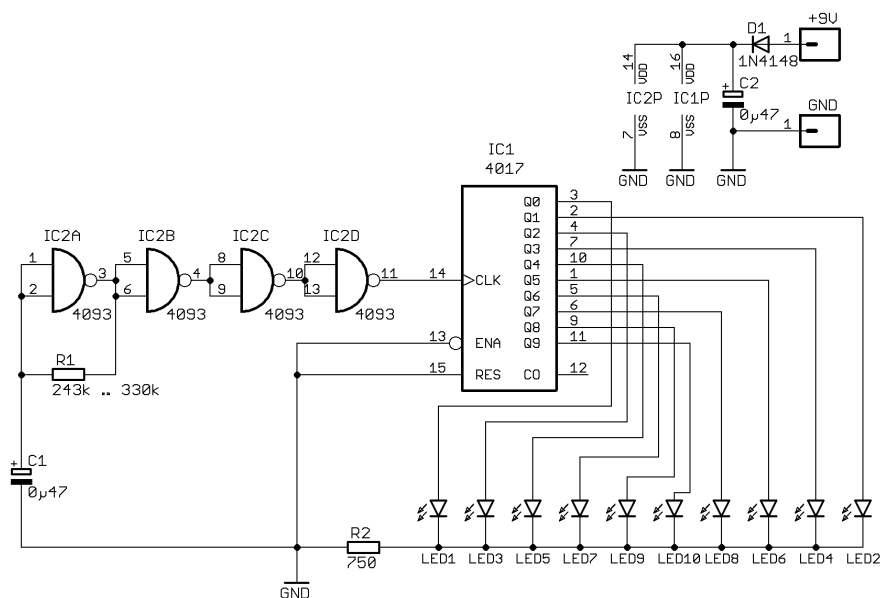 +9V
D1
1
1N4148
14
VDD
16
VDD
C2
+
0µ47
IC2P
IC1P
GND
1
7
VSS
8
VSS
GND
GND
GND
IC1
4017
Q0
3
Q1
2
Q2
4
Q3
7
Q4
10
Q5
1
Q6
5
Q7
6
Q8
9
Q9
11
CO
12
14
CLK
13
ENA
15
RES
IC2A
IC2B
IC2C
IC2D
1
2
3
4093
5
6
4
4093
8
9
10
4093
12
13
11
4093
R1
243k .. 330k
+
C1
0µ47
R2
750
GND
LED1
LED3
LED5
LED7
LED9
LED10
LED8
LED6
LED4
LED2